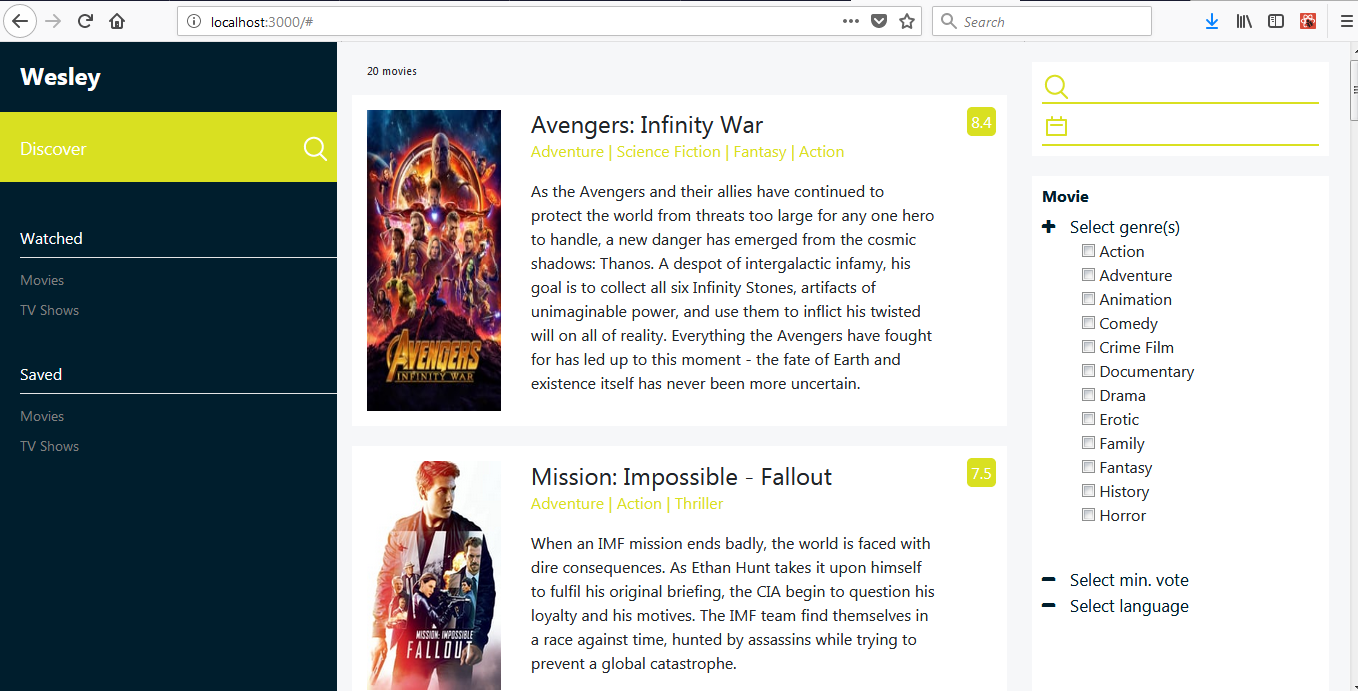 localhost:3000/#
Search
Wesley
Discover
Watched
Movies
TV Shows
Saved
Movies
TV Shows
20 movies
AVENGERS
INFINITY WAR
Avengers: Infinity War
8.4
Adventure | Science Fiction | Fantasy | Action
As the Avengers and their allies have continued to
protect the world from threats too large for any one hero
to handle, a new danger has emerged from the cosmic
shadows: Thanos. A despot of intergalactic infamy, his
goal is to collect all six Infinity Stones, artifacts of
unimaginable power, and use them to inflict his twisted
will on all of reality. Everything the Avengers have fought
for has led up to this moment - the fate of Earth and
existence itself has never been more uncertain.
MISSION: IMPOSSIBLE
FALLOUT
Mission: Impossible - Fallout
7.5
Adventure | Action | Thriller
When an IMF mission ends badly, the world is faced with
dire consequences. As Ethan Hunt takes it upon himself
to fulfil his original briefing, the CIA begin to question his
loyalty and his motives. The IMF team find themselves in
a race against time, hunted by assassins while trying to
prevent a global catastrophe.
Movie
Select genre(s)
Action
Adventure
Animation
Comedy
Crime Film
Documentary
Drama
Erotic
Family
Fantasy
History
Horror
Select min. vote
Select language